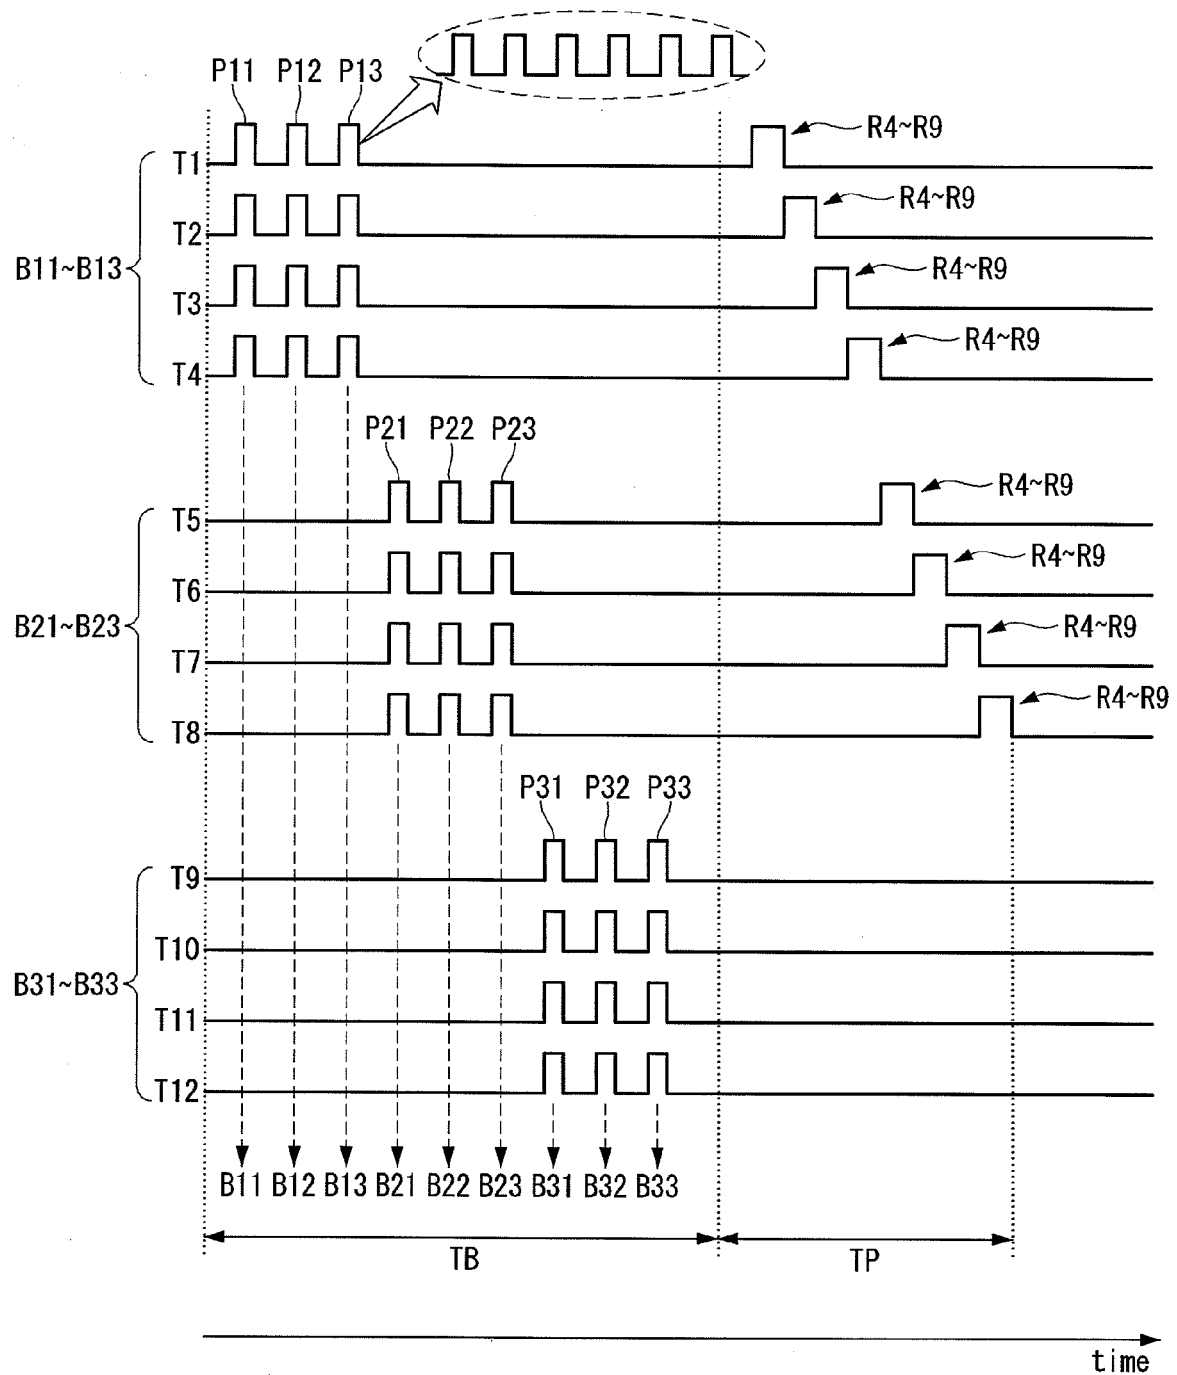 P11 P12 P13
T1 R4~R9
T2 R4~R9
B11~B13
T3 R4~R9
T4 R4~R9
P21 P22 P23
T5 R4~R9
T6 R4~R9
B21~B23
T7 R4~R9
T8 R4~R9
P31 P32 P33
T9
T10
B31~B33
T11
T12
B11 B12 B13 B21 B22 B23 B31 B32 B33
TB TP
time